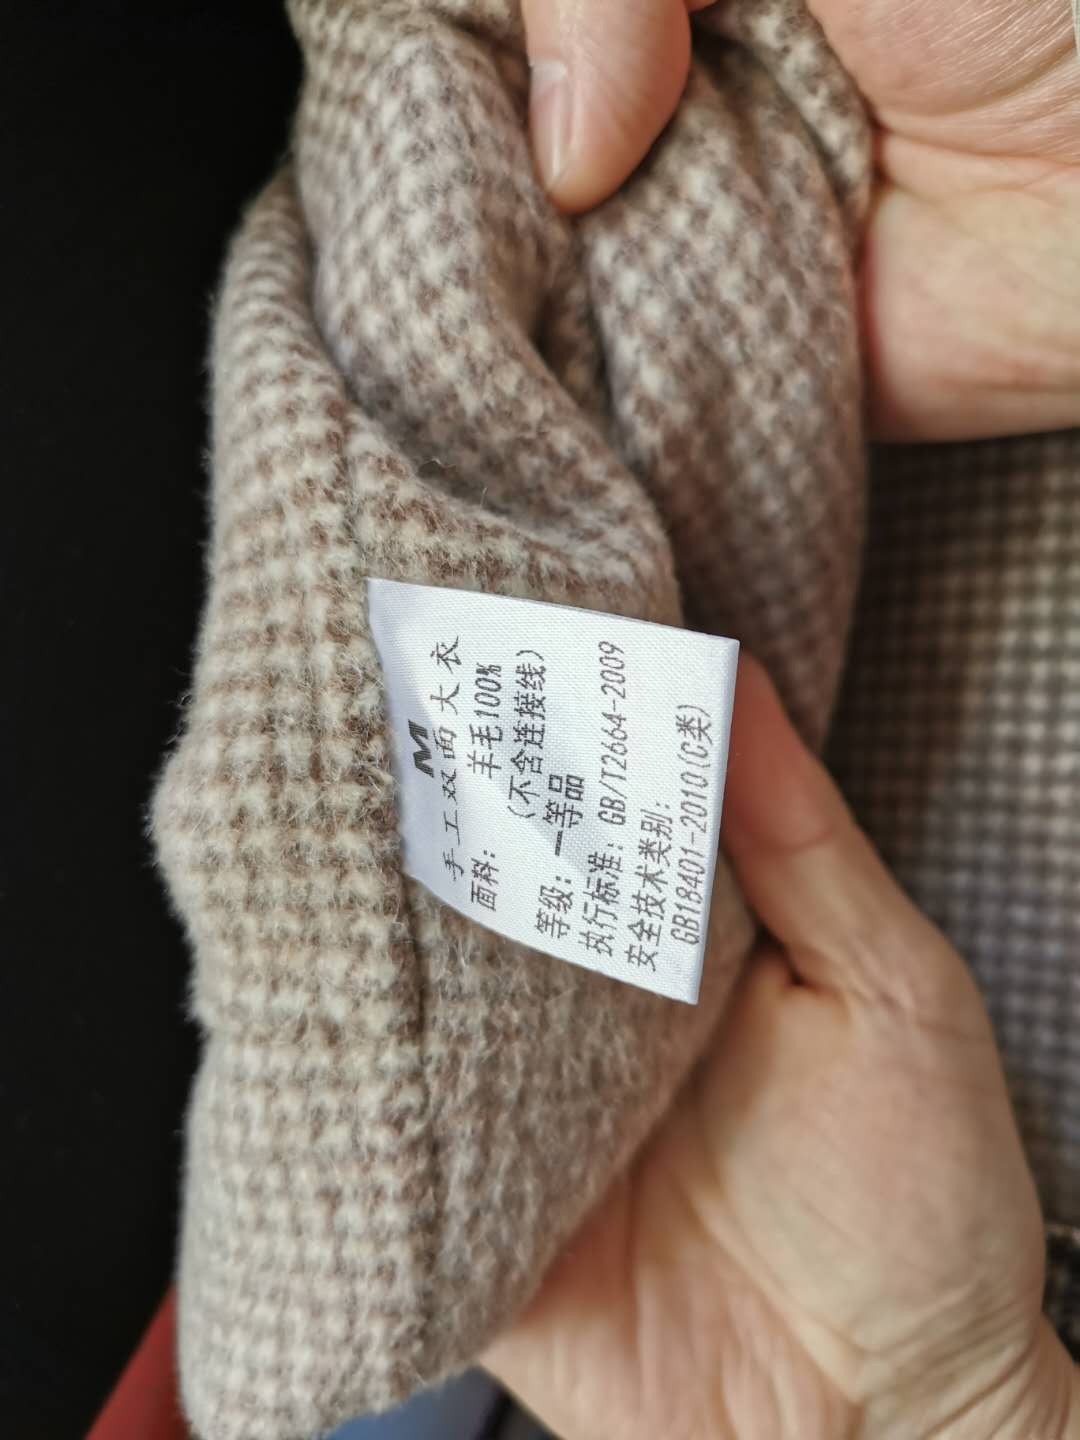 M
手工双面大衣
面料： 羊毛100%
（不含连接线）
等级：一等品
执行标准：GB/T2664-2009
安全技术类别：
GB18401-2010(C类)